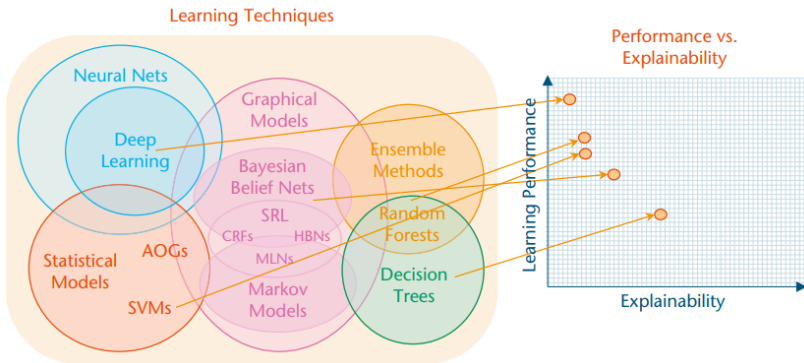 Learning Techniques
Neural Nets
Deep
Learning
Graphical
Models
Bayesian
Belief Nets
SRL
CRFs HBNs
MLNs
Markov
Models
Ensemble
Methods
Random
Forests
Decision
Trees
Statistical
Models
AOGs
SVMs
Performance vs.
Explainability
Learning Performance
Explainability